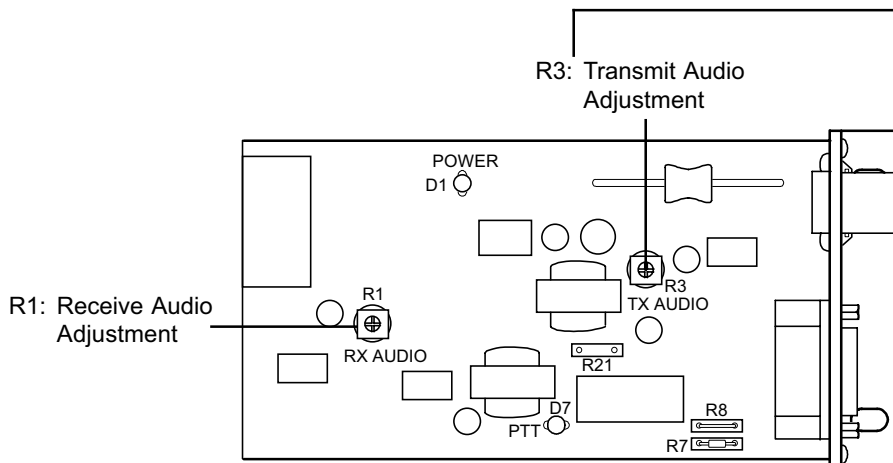 R3: Transmit Audio
Adjustment
POWER
D1
R3
TX AUDIO
R1: Receive Audio
Adjustment
R1
RX AUDIO
R21
D7
PTT
R8
R7